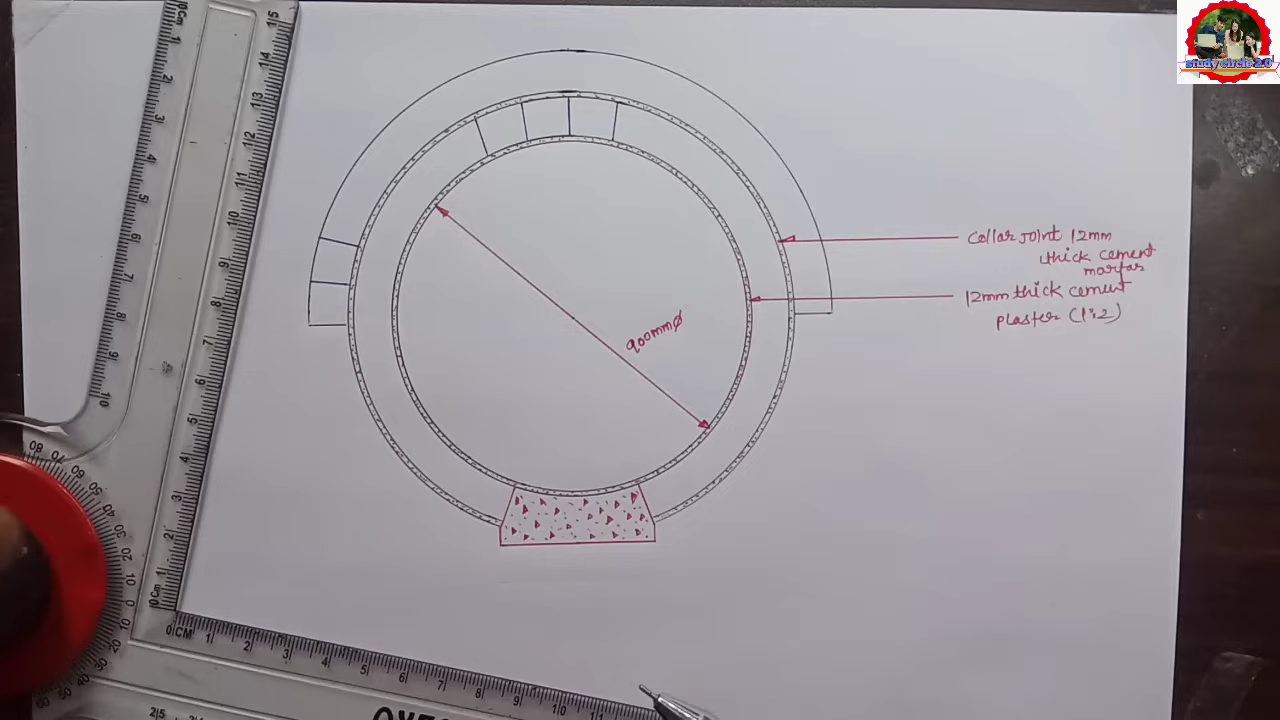 study circle 2.0
Collar joint 12mm
thick cement
mortar
12mm thick cement
plaster (1:2)
900mmø